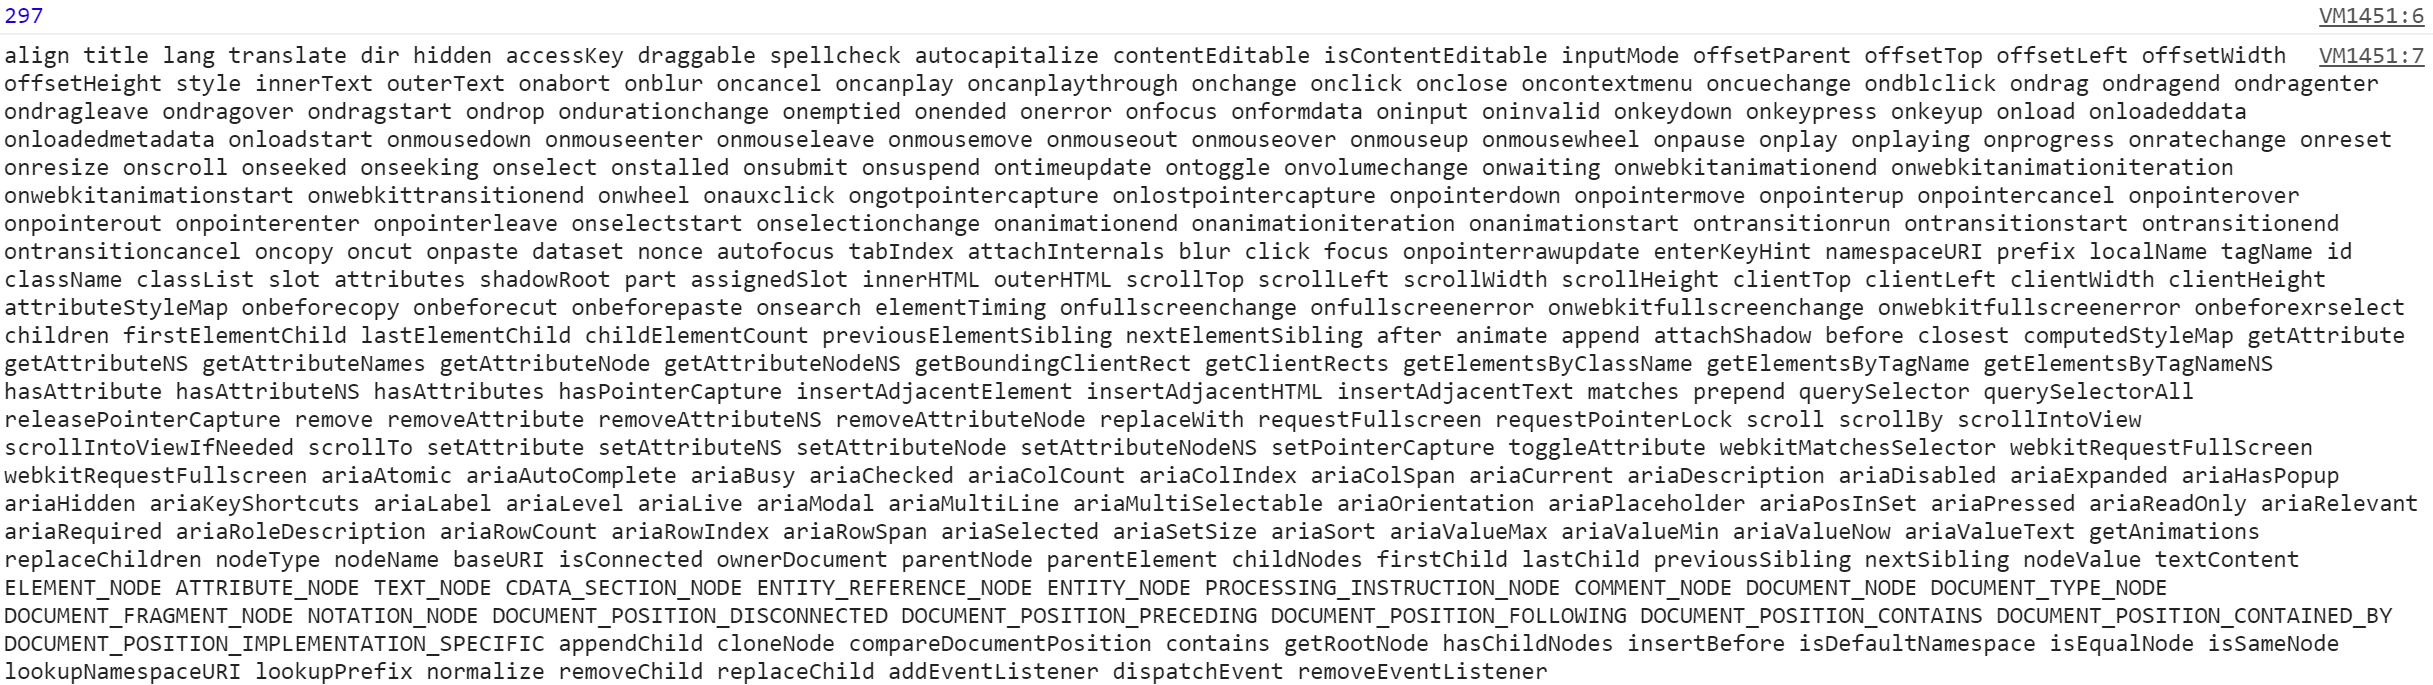 297 VM1451:6
align title lang translate dir hidden accessKey draggable spellcheck autocapitalize contentEditable isContentEditable inputMode offsetParent offsetTop offsetLeft offsetWidth VM1451:7
offsetHeight style innerText outerText onabort onblur oncancel oncanplay oncanplaythrough onchange onclick onclose oncontextmenu oncuechange ondblclick ondrag ondragend ondragenter
ondragleave ondragover ondragstart ondrop ondurationchange onemptied onended onerror onfocus onformdata oninput oninvalid onkeydown onkeypress onkeyup onload onloadeddata
onloadedmetadata onloadstart onmousedown onmouseenter onmouseleave onmousemove onmouseout onmouseover onmouseup onmousewheel onpause onplay onplaying onprogress onratechange onreset
onresize onscroll onseeked onseeking onselect onstalled onsubmit onsuspend ontimeupdate ontoggle onvolumechange onwaiting onwebkitanimationend onwebkitanimationiteration
onwebkitanimationstart onwebkittransitionend onwheel onauxclick ongotpointercapture onlostpointercapture onpointerdown onpointermove onpointerup onpointercancel onpointerover
onpointerout onpointerenter onpointerleave onselectstart onselectionchange onanimationend onanimationiteration onanimationstart ontransitionrun ontransitionstart ontransitionend
ontransitioncancel oncopy oncut onpaste dataset nonce autofocus tabIndex attachInternals blur click focus onpointerrawupdate enterKeyHint namespaceURI prefix localName tagName id
className classList slot attributes shadowRoot part assignedSlot innerHTML outerHTML scrollTop scrollLeft scrollWidth scrollHeight clientTop clientLeft clientWidth clientHeight
attributeStyleMap onbeforecopy onbeforecut onbeforepaste onsearch elementTiming onfullscreenchange onfullscreenerror onwebkitfullscreenchange onwebkitfullscreenerror onbeforexrselect
children firstElementChild lastElementChild childElementCount previousElementSibling nextElementSibling after animate append attachShadow before closest computedStyleMap getAttribute
getAttributeNS getAttributeNames getAttributeNode getAttributeNodeNS getBoundingClientRect getClientRects getElementsByClassName getElementsByTagName getElementsByTagNameNS
hasAttribute hasAttributeNS hasAttributes hasPointerCapture insertAdjacentElement insertAdjacentHTML insertAdjacentText matches prepend querySelector querySelectorAll
releasePointerCapture remove removeAttribute removeAttributeNS removeAttributeNode replaceWith requestFullscreen requestPointerLock scroll scrollBy scrollIntoView
scrollIntoViewIfNeeded scrollTo setAttribute setAttributeNS setAttributeNode setAttributeNodeNS setPointerCapture toggleAttribute webkitMatchesSelector webkitRequestFullScreen
webkitRequestFullscreen ariaAtomic ariaAutoComplete ariaBusy ariaChecked ariaColCount ariaColIndex ariaColSpan ariaCurrent ariaDescription ariaDisabled ariaExpanded ariaHasPopup
ariaHidden ariaKeyShortcuts ariaLabel ariaLevel ariaLive ariaModal ariaMultiLine ariaMultiSelectable ariaOrientation ariaPlaceholder ariaPosInSet ariaPressed ariaReadOnly ariaRelevant
ariaRequired ariaRoleDescription ariaRowCount ariaRowIndex ariaRowSpan ariaSelected ariaSetSize ariaSort ariaValueMax ariaValueMin ariaValueNow ariaValueText getAnimations
replaceChildren nodeType nodeName baseURI isConnected ownerDocument parentNode parentElement childNodes firstChild lastChild previousSibling nextSibling nodeValue textContent
ELEMENT_NODE ATTRIBUTE_NODE TEXT_NODE CDATA_SECTION_NODE ENTITY_REFERENCE_NODE ENTITY_NODE PROCESSING_INSTRUCTION_NODE COMMENT_NODE DOCUMENT_NODE DOCUMENT_TYPE_NODE
DOCUMENT_FRAGMENT_NODE NOTATION_NODE DOCUMENT_POSITION_DISCONNECTED DOCUMENT_POSITION_PRECEDING DOCUMENT_POSITION_FOLLOWING DOCUMENT_POSITION_CONTAINS DOCUMENT_POSITION_CONTAINED_BY
DOCUMENT_POSITION_IMPLEMENTATION_SPECIFIC appendChild cloneNode compareDocumentPosition contains getRootNode hasChildNodes insertBefore isDefaultNamespace isEqualNode isSameNode
lookupNamespaceURI lookupPrefix normalize removeChild replaceChild addEventListener dispatchEvent removeEventListener